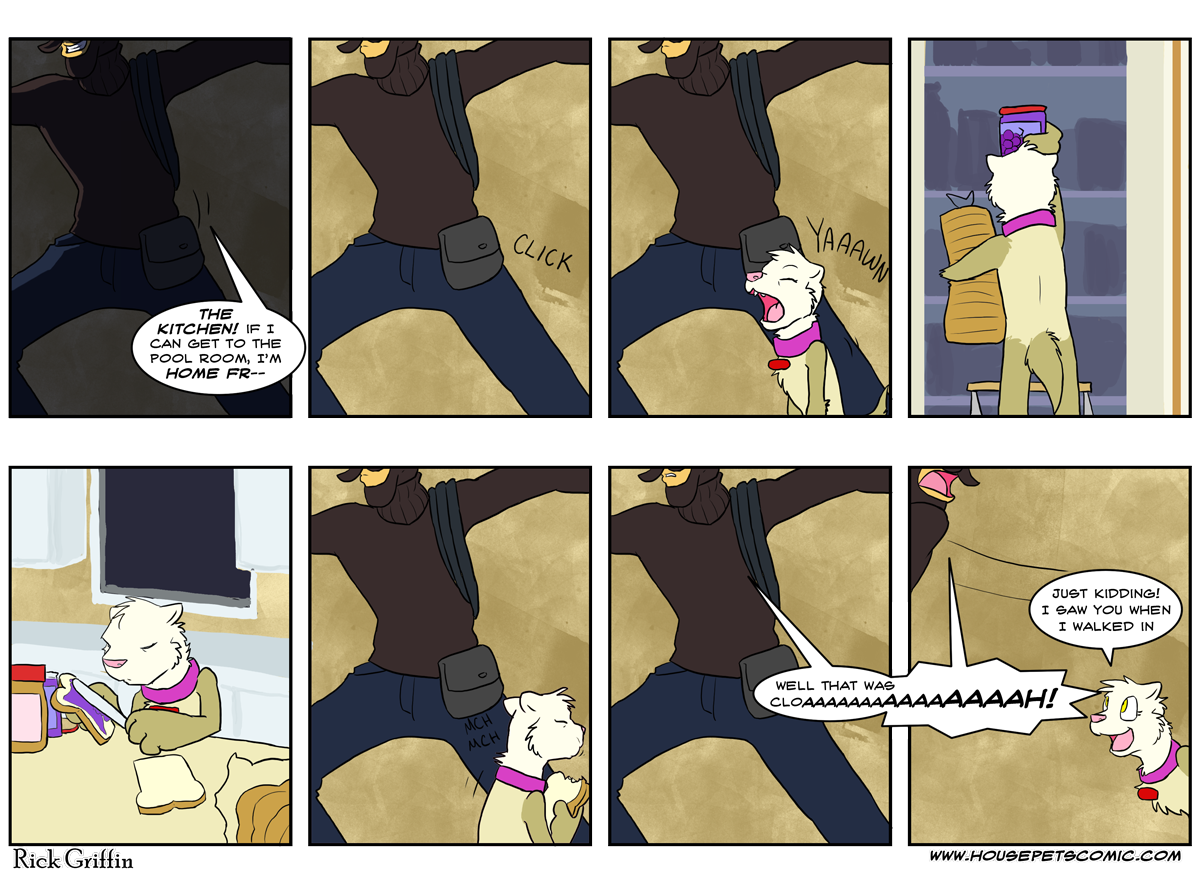 THE
KITCHEN! IF I
CAN GET TO THE
POOL ROOM, I'M
HOME FR--
CLICK
YAAAWN
MCH
MCH
WELL THAT WAS
CLOAAAAAAAAAAAAAAAAH!
JUST KIDDING!
I SAW YOU WHEN
I WALKED IN
Rick Griffin
WWW.HOUSEPETSCOMIC.COM